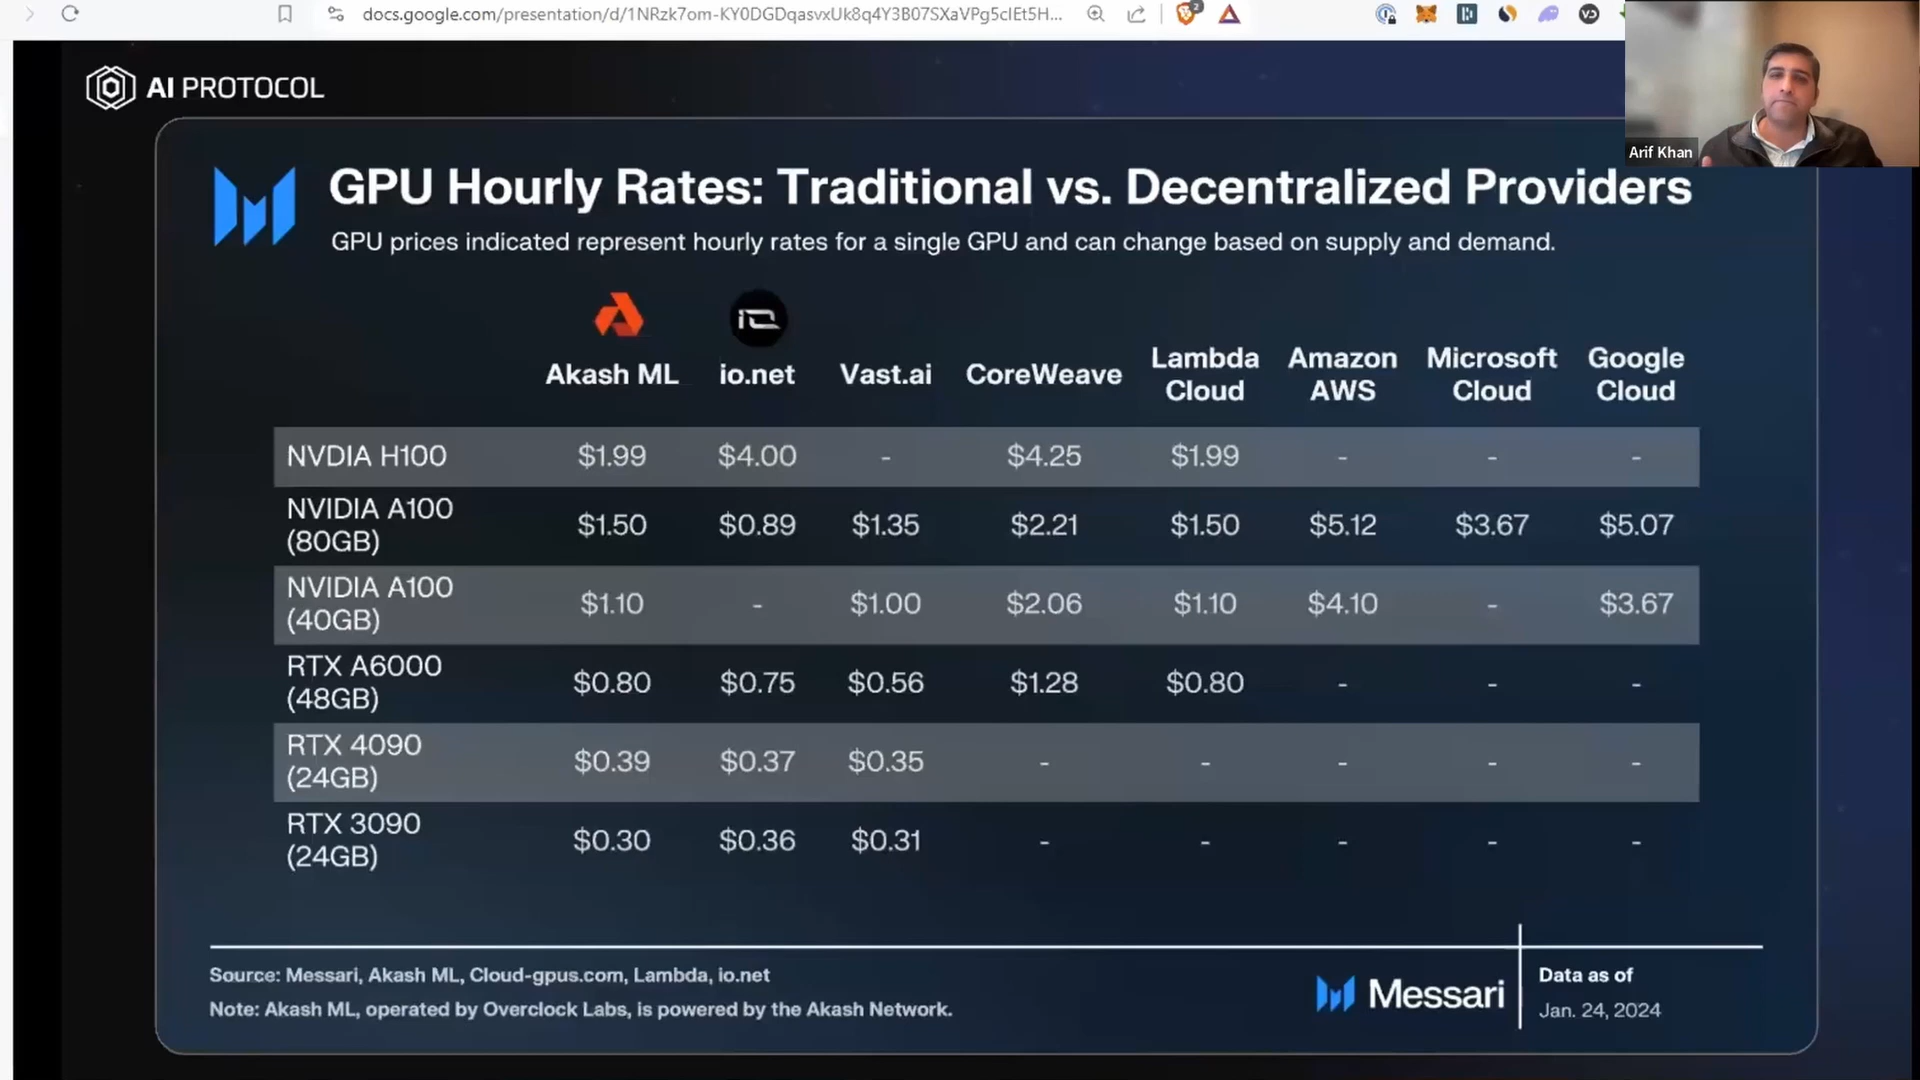 docs.google.com/presentation/d/1NRzk7om-KY0DGDqasvxUk8q4Y3B07SXaVPg5cIEt5H...
2
Arif Khan
AI PROTOCOL
GPU Hourly Rates: Traditional vs. Decentralized Providers
GPU prices indicated represent hourly rates for a single GPU and can change based on supply and demand.
Akash ML io.net Vast.ai CoreWeave Lambda Cloud Amazon AWS Microsoft Cloud Google Cloud
NVDIA H100 $1.99 $4.00 - $4.25 $1.99 - - -
NVIDIA A100 (80GB) $1.50 $0.89 $1.35 $2.21 $1.50 $5.12 $3.67 $5.07
NVIDIA A100 (40GB) $1.10 - $1.00 $2.06 $1.10 $4.10 - $3.67
RTX A6000 (48GB) $0.80 $0.75 $0.56 $1.28 $0.80 - - -
RTX 4090 (24GB) $0.39 $0.37 $0.35 - - - - -
RTX 3090 (24GB) $0.30 $0.36 $0.31 - - - - -
Source: Messari, Akash ML, Cloud-gpus.com, Lambda, io.net
Note: Akash ML, operated by Overclock Labs, is powered by the Akash Network.
Messari
Data as of
Jan. 24, 2024